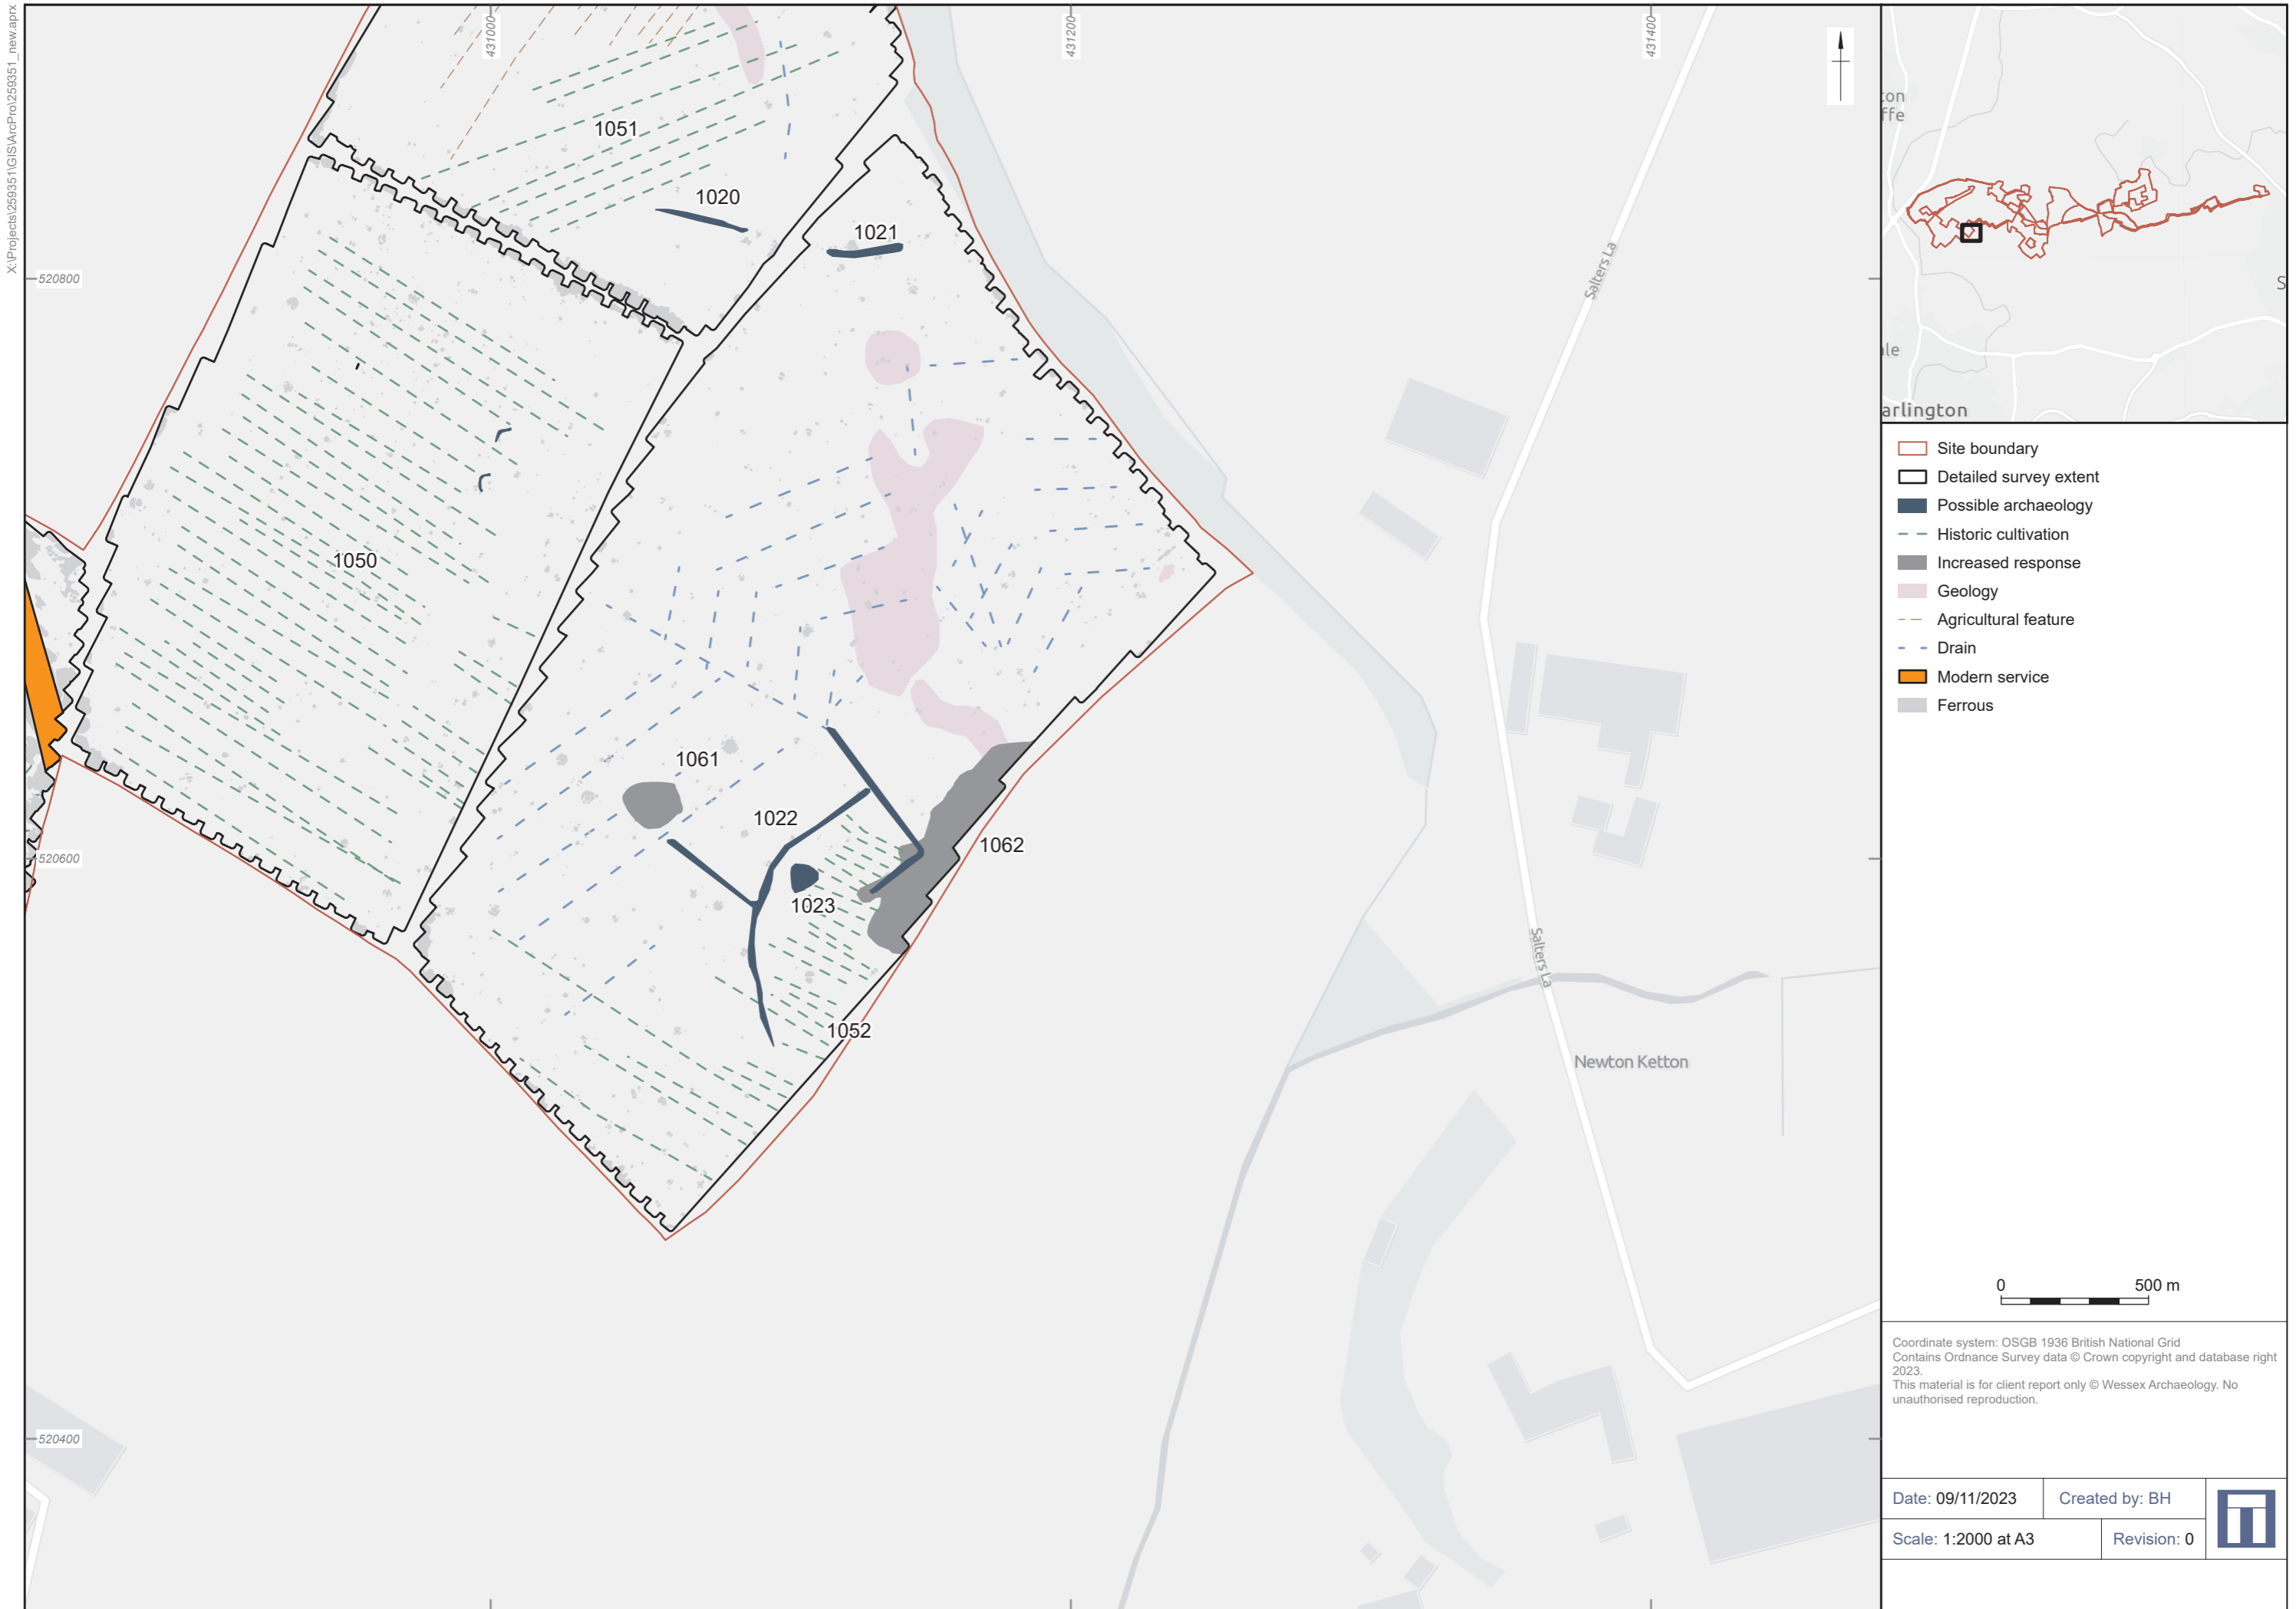 X:\Projects\259351\GIS\ArcPro\259351_new.aprx
431000
431200
431400
520800
520600
520400
1051
1020
1021
1050
1061
1022
1023
1062
1052
Salters La
Salters La
Newton Ketton
ton
ffe
ale
S
arlington
Site boundary
Detailed survey extent
Possible archaeology
Historic cultivation
Increased response
Geology
Agricultural feature
Drain
Modern service
Ferrous
0 500 m
Coordinate system: OSGB 1936 British National Grid
Contains Ordnance Survey data © Crown copyright and database right
2023.
This material is for client report only © Wessex Archaeology. No
unauthorised reproduction.
Date: 09/11/2023 Created by: BH
Scale: 1:2000 at A3 Revision: 0